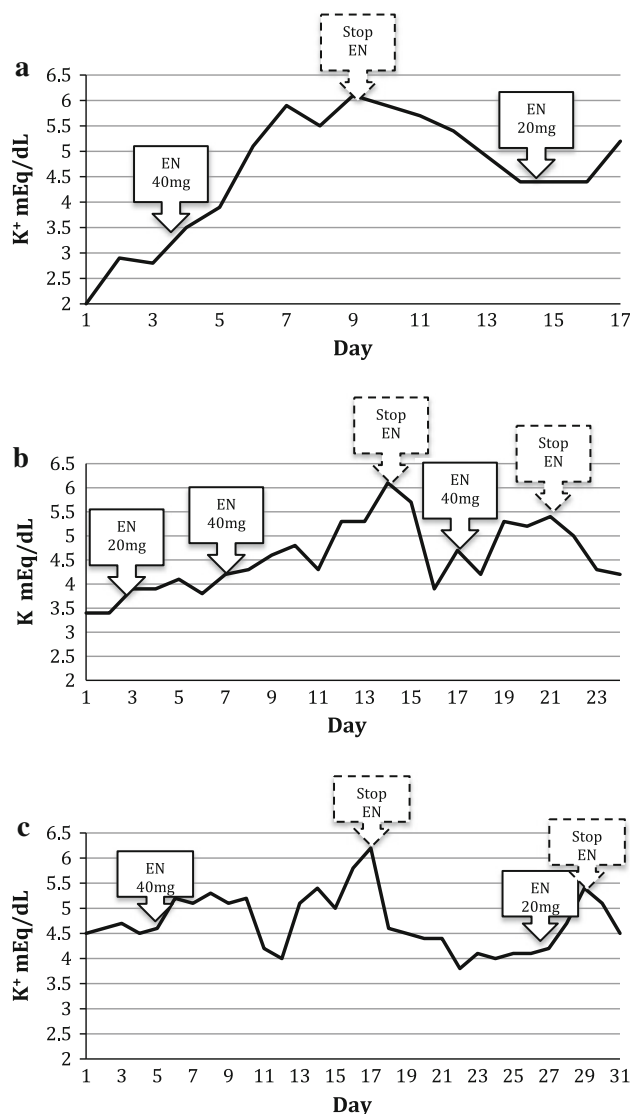 a
Stop
EN
EN
40mg
EN
20mg
K⁺ mEq/dL
6.5
6
5.5
5
4.5
4
3.5
3
2.5
2
1 3 5 7 9 11 13 15 17
Day
b
Stop
EN
Stop
EN
EN
20mg
EN
40mg
EN
40mg
K mEq/dL
6.5
6
5.5
5
4.5
4
3.5
3
2.5
2
1 3 5 7 9 11 13 15 17 19 21 23
Day
c
Stop
EN
Stop
EN
EN
40mg
EN
20mg
K⁺ mEq/dL
6.5
6
5.5
5
4.5
4
3.5
3
2.5
2
1 3 5 7 9 11 13 15 17 19 21 23 25 27 29 31
Day